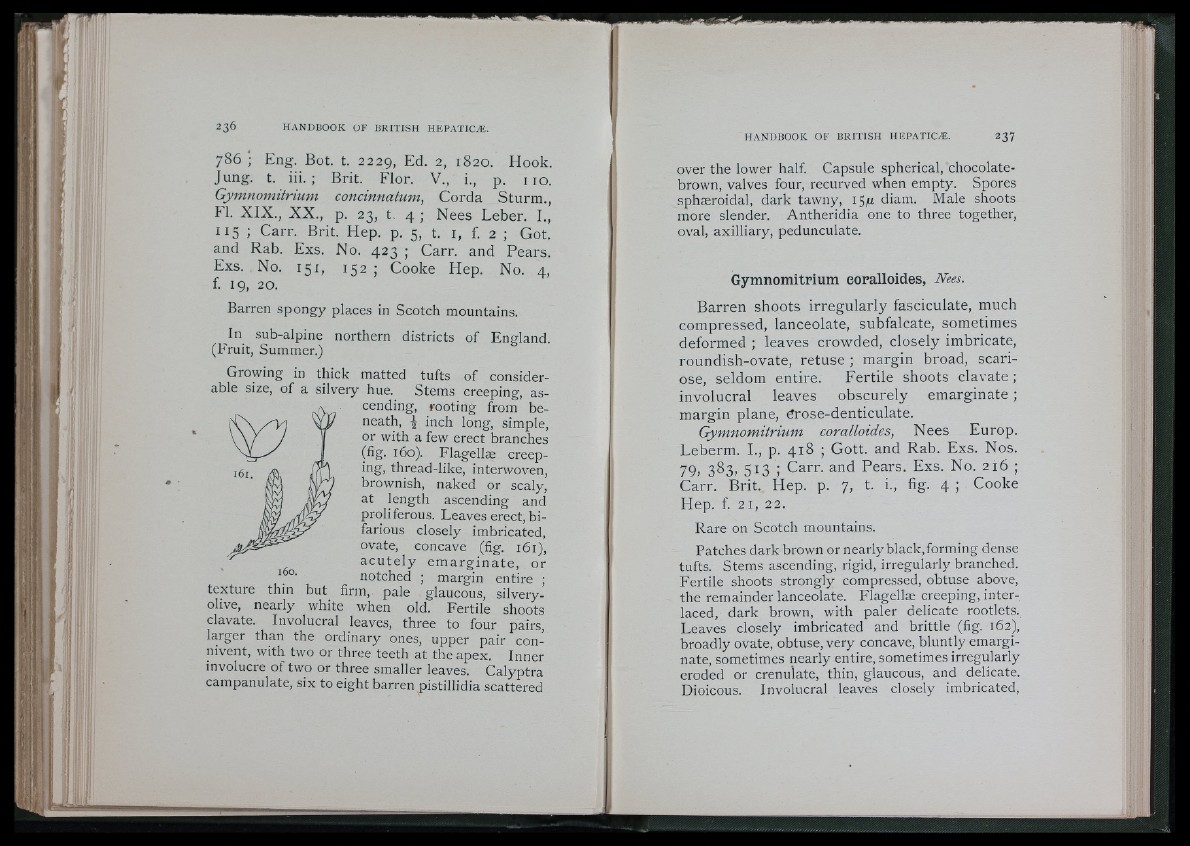 236 HANDBOOK OF BRITISH HEPATICÆ.
786 ; Eng. Bot. t. 2229, Ed. 2, 1820. Hook.
Jung. t. iii. ; Brit. Flor. V., i., p. 110.
Gymnomitrium concinnatum, Corda Sturm.,
Fl. XIX., XX., p. 23, t. 4 ; Nees Leber. I.,
115 ; Carr. Brit. Hep. p. 5, t. 1, f. 2 ; Got.
and Rab. Exs. No. 423 ; Carr. and Pears.
Exs. No. 151, 152 ; Cooke Hep. No. 4,
f. 19, 20.
Barren spongy places in Scotch mountains.
In sub-alpine northern districts of England.
(Fruit, Summer.)
Growing in thick matted tufts of consider-
able size, of a silvery hue. Stems creeping, as-
cending, rooting from be-
neath, ½ inch long, simple,
or with a few erect branches
(fig. 160). Flagellæ creep-
ing, thread-like, interwoven,
brownish, naked or scaly,
at length ascending and
proliferous. Leaves erect, bi-
farious closely imbricated,
ovate, concave (fig. 161),
acutely emarginate, or
notched ; margin entire ;
161.
160.
texture thin but firm, pale glaucous, silvery-
olive, nearly white when old. Fertile shoots
clavate. Involucral leaves, three to four pairs,
larger than the ordinary ones, upper pair con-
nivent, with two or three teeth at the apex. Inner
involucre of two or three smaller leaves. Calyptra
campanulate, six to eight barren pistillidia scattered
HANDBOOK OF BRITISH HEPATICÆ. 237
over the lower half. Capsule spherical, chocolate-
brown, valves four, recurved when empty. Spores
sphæroidal, dark tawny, 15µ diam. Male shoots
more slender. Antheridia one to three together,
oval, axilliary, pedunculate.
Gymnomitrium coralloides, Nees.
Barren shoots irregularly fasciculate, much
compressed, lanceolate, subfalcate, sometimes
deformed ; leaves crowded, closely imbricate,
roundish-ovate, retuse ; margin broad, scari-
ose, seldom entire. Fertile shoots clavate ;
involucral leaves obscurely emarginate ;
margin plane, erose-denticulate.
Gymnomitrium coralloides, Nees Europ.
Leberm. I., p. 418 ; Gott. and Rab. Exs. Nos.
79, 383, 513 ; Carr. and Pears. Exs. No. 216 ;
Carr. Brit. Hep. p. 7, t. i., fig. 4 ; Cooke
Hep. f. 21, 22.
Rare on Scotch mountains.
Patches dark brown or nearly black, forming dense
tufts. Stems ascending, rigid, irregularly branched.
Fertile shoots strongly compressed, obtuse above,
the remainder lanceolate. Flagellæ creeping, inter-
laced, dark brown, with paler delicate rootlets.
Leaves closely imbricated and brittle (fig. 162),
broadly ovate, obtuse, very concave, bluntly emargi-
nate, sometimes nearly entire, sometimes irregularly
eroded or crenulate, thin, glaucous, and delicate.
Dioicous. Involucral leaves closely imbricated,